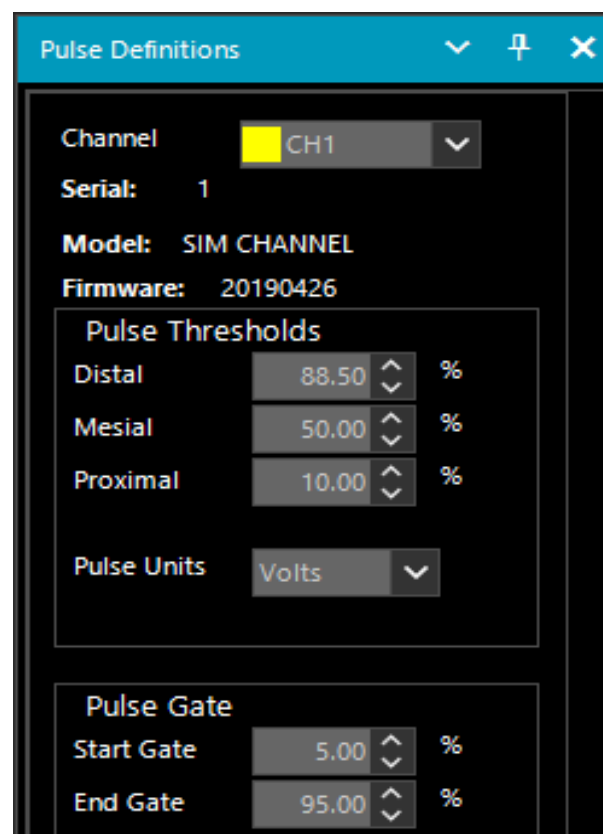 Pulse Definitions
Channel CH1
Serial: 1
Model: SIM CHANNEL
Firmware: 20190426
Pulse Thresholds
Distal 88.50 %
Mesial 50.00 %
Proximal 10.00 %
Pulse Units Volts
Pulse Gate
Start Gate 5.00 %
End Gate 95.00 %